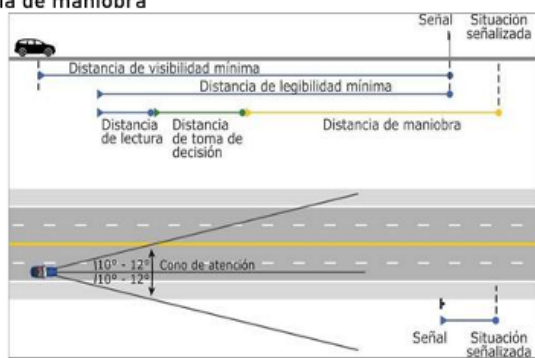 ia de maniobra
Señal
Situación
señalizada
Distancia de visibilidad mínima
Distancia de legibilidad mínima
Distancia
de lectura
Distancia
de toma de
decisión
Distancia de maniobra
10° - 12°
Cono de atención
10° - 12°
Señal
Situación
señalizada